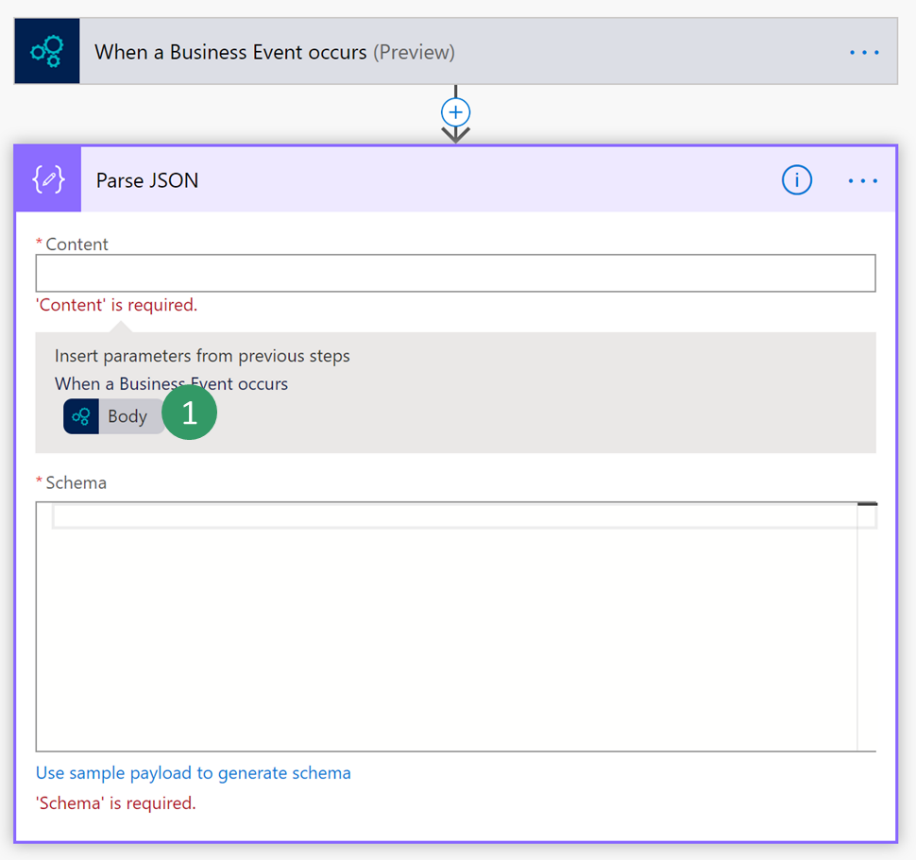 When a Business Event occurs (Preview)
Parse JSON
* Content
'Content' is required.
Insert parameters from previous steps
When a Business Event occurs
Body
1
* Schema
Use sample payload to generate schema
'Schema' is required.